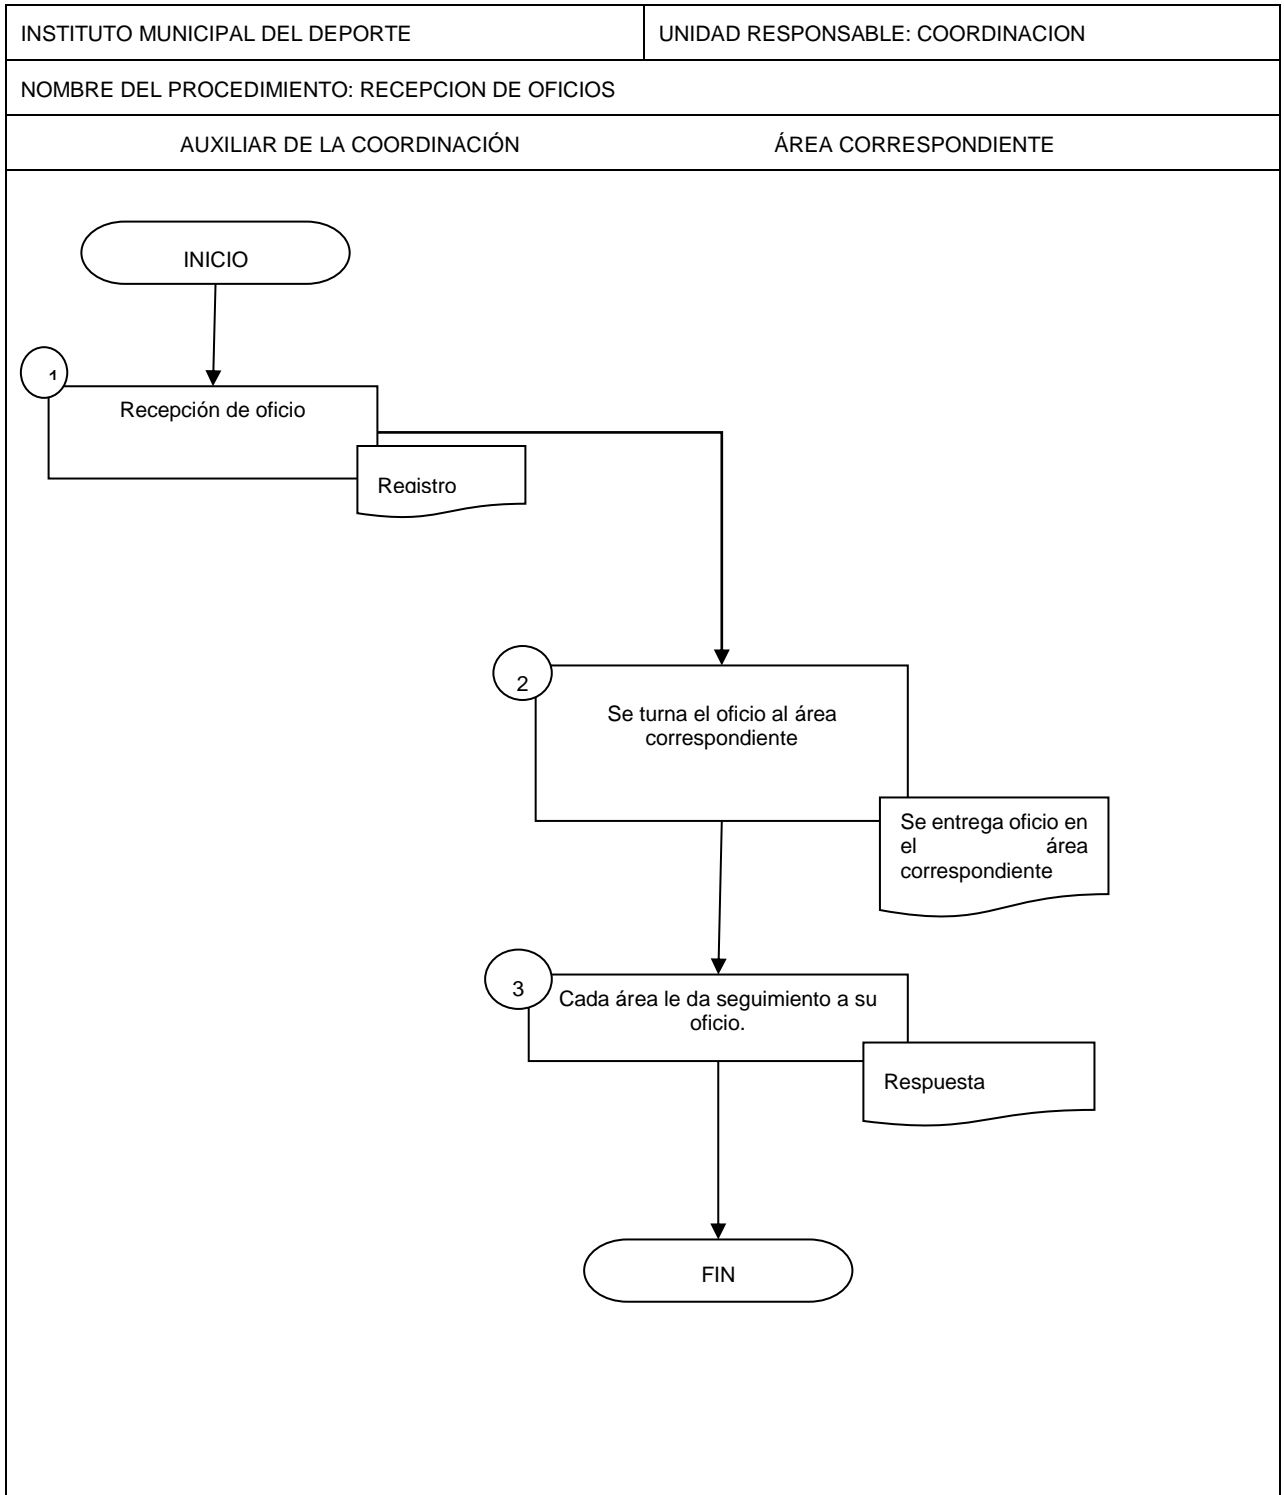 INSTITUTO MUNICIPAL DEL DEPORTE
UNIDAD RESPONSABLE: COORDINACION
NOMBRE DEL PROCEDIMIENTO: RECEPCION DE OFICIOS
AUXILIAR DE LA COORDINACIÓN
ÁREA CORRESPONDIENTE
INICIO
1
Recepción de oficio
Registro
2
Se turna el oficio al área
correspondiente
Se entrega oficio en
el área
correspondiente
3
Cada área le da seguimiento a su
oficio.
Respuesta
FIN